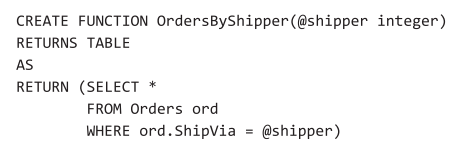 CREATE FUNCTION OrdersByShipper(@shipper integer)
RETURNS TABLE
AS
RETURN (SELECT *
        FROM Orders ord
        WHERE ord.ShipVia = @shipper)